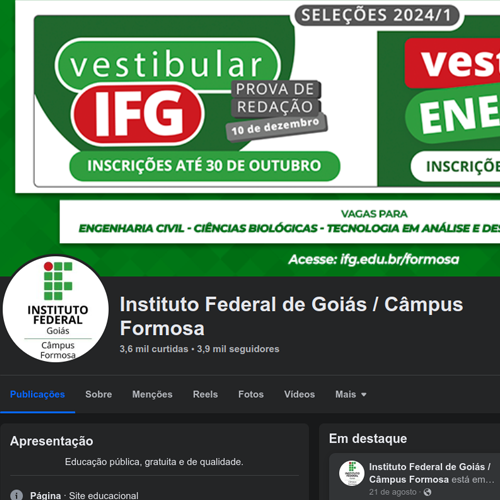 SELEÇÕES 2024/1
vestibular
IFG
PROVA DE
REDAÇÃO
10 de dezembro
INSCRIÇÕES ATÉ 30 DE OUTUBRO
vest
ENE
INSCRIÇÕE
VAGAS PARA
ENGENHARIA CIVIL - CIÊNCIAS BIOLÓGICAS - TECNOLOGIA EM ANÁLISE E DES
Acesse: ifg.edu.br/formosa
INSTITUTO
FEDERAL
Goiás
Câmpus
Formosa
Instituto Federal de Goiás / Câmpus
Formosa
3,6 mil curtidas • 3,9 mil seguidores
Publicações Sobre Menções Reels Fotos Vídeos Mais
Apresentação
Educação pública, gratuita e de qualidade.
Página · Site educacional
Em destaque
Instituto Federal de Goiás /
Câmpus Formosa está em…
21 de agosto ·